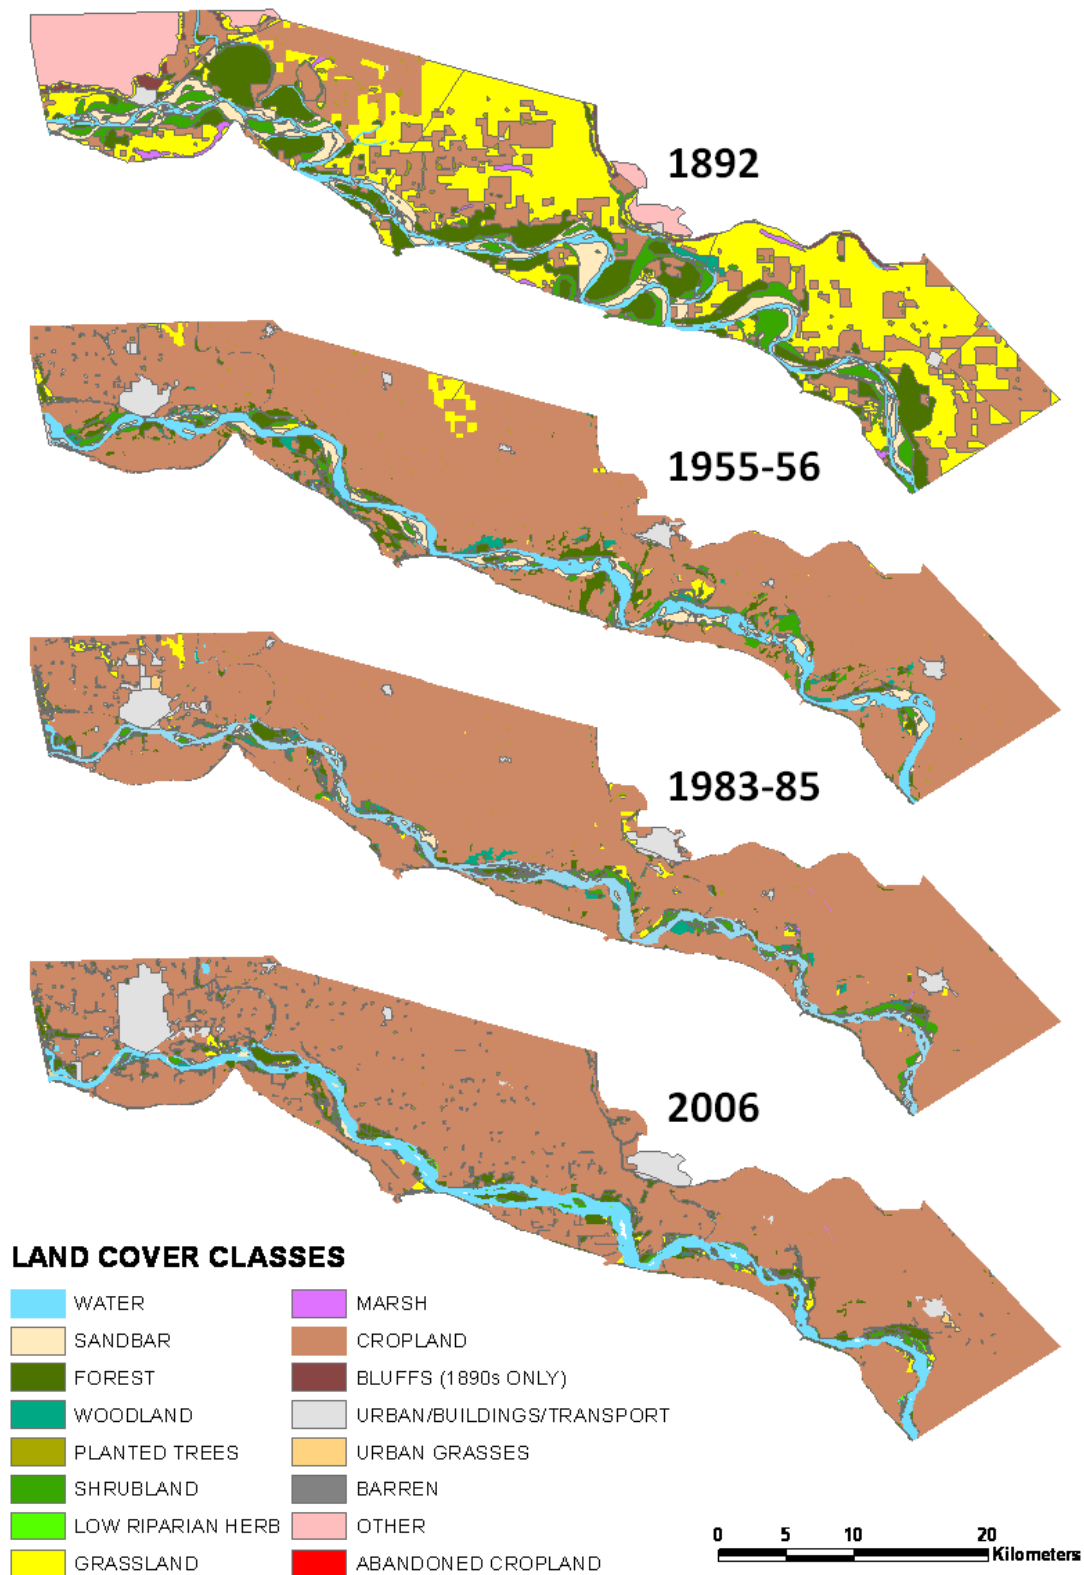 1892
1955-56
1983-85
2006
LAND COVER CLASSES
WATER
SANDBAR
FOREST
WOODLAND
PLANTED TREES
SHRUBLAND
LOW RIPARIAN HERB
GRASSLAND
MARSH
CROPLAND
BLUFFS (1890s ONLY)
URBAN/BUILDINGS/TRANSPORT
URBAN GRASSES
BARREN
OTHER
ABANDONED CROPLAND
0 5 10 20
Kilometers